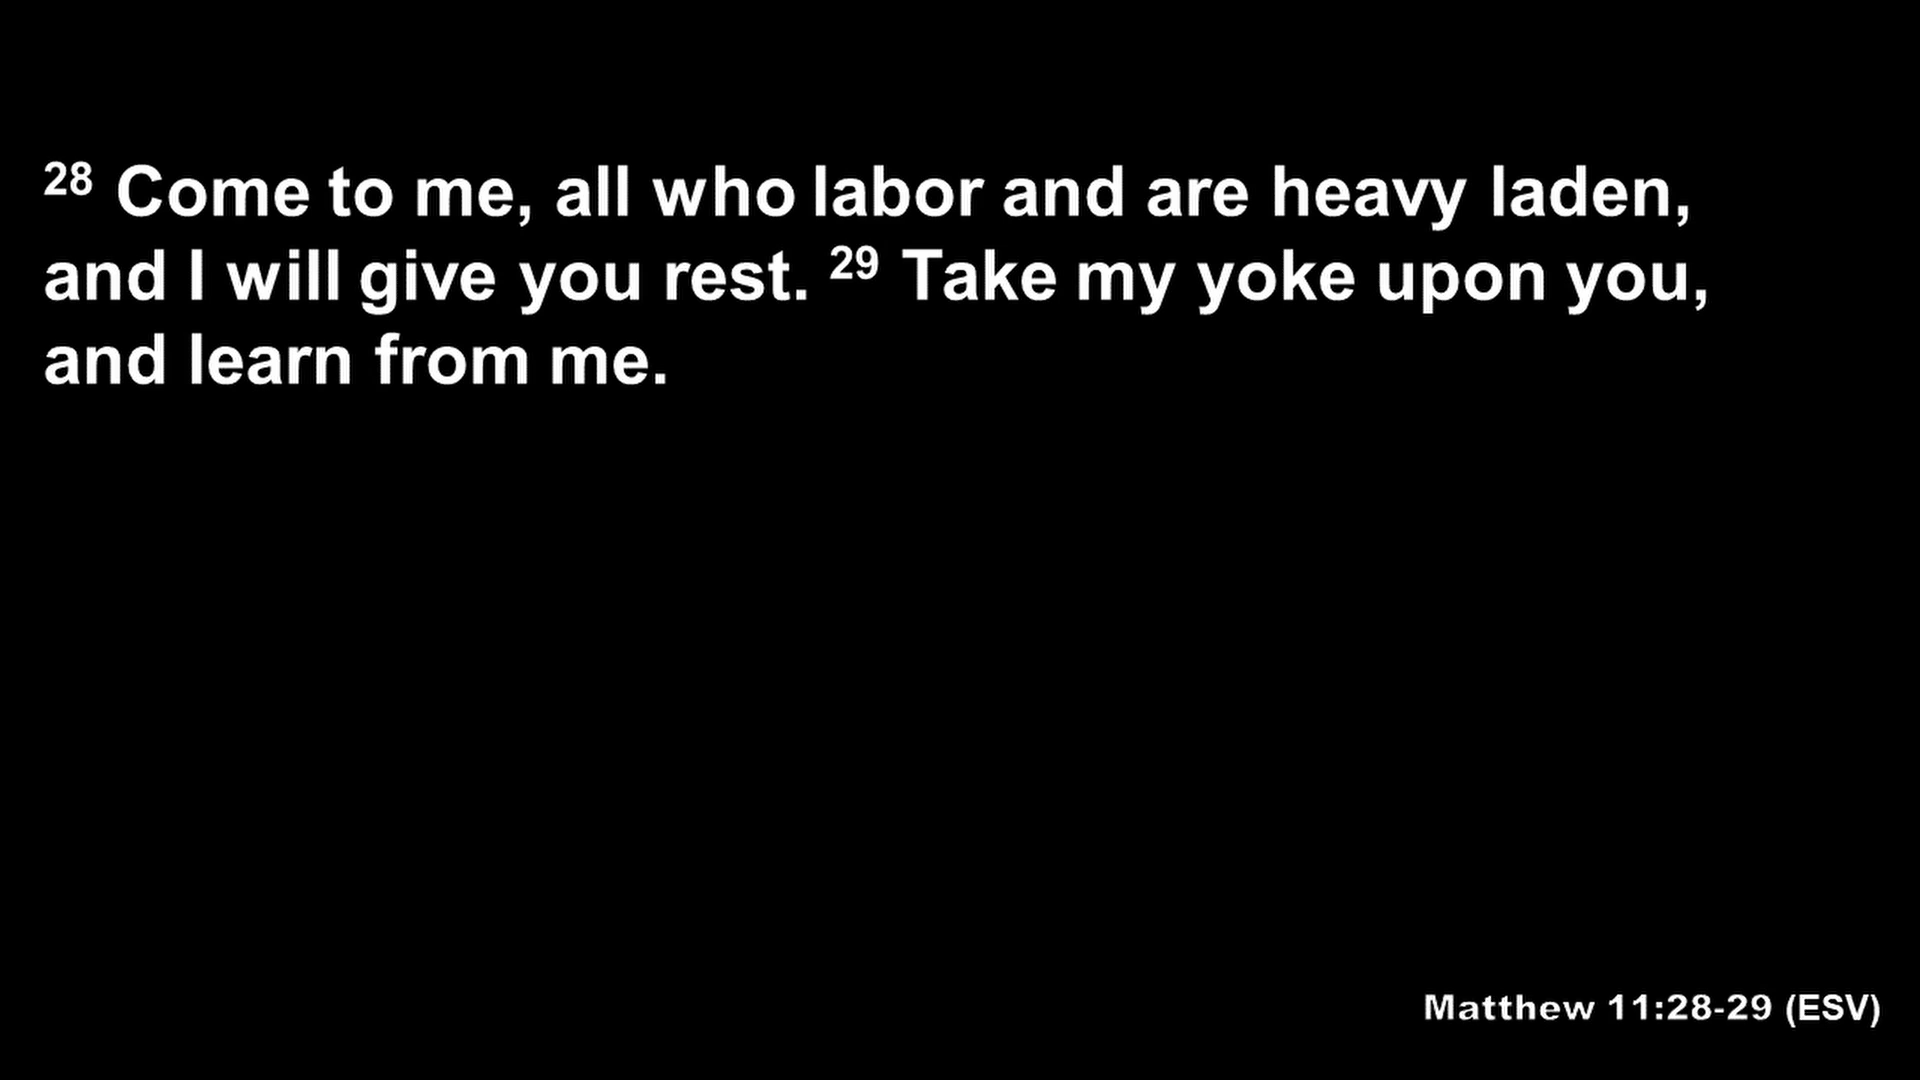 28 Come to me, all who labor and are heavy laden,
and I will give you rest. 29 Take my yoke upon you,
and learn from me.
Matthew 11:28-29 (ESV)